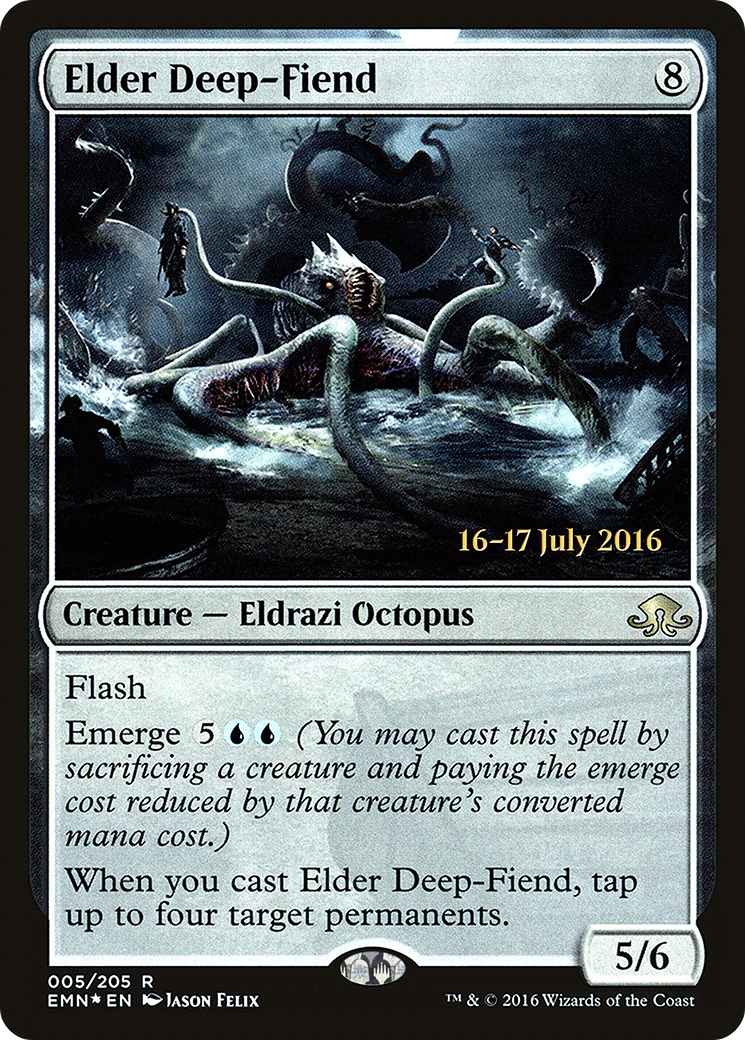 Elder Deep-Fiend 8
16–17 July 2016
Creature — Eldrazi Octopus
Flash
Emerge 5 (You may cast this spell by
sacrificing a creature and paying the emerge
cost reduced by that creature's converted
mana cost.)
When you cast Elder Deep-Fiend, tap
up to four target permanents.
5/6
005/205 R
EMN★EN Jason Felix
™ & © 2016 Wizards of the Coast